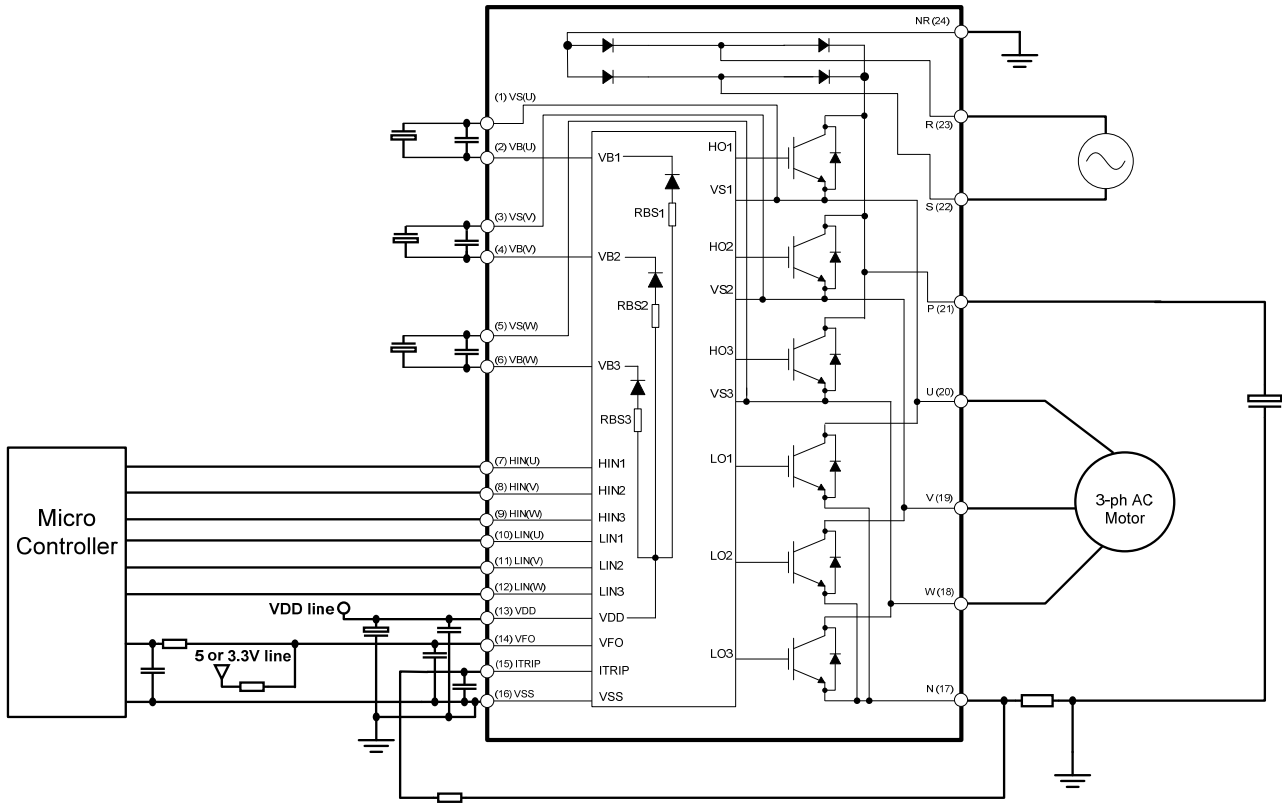 NR (24)
(1) VS(U)
(2) VB(U)
(3) VS(V)
(4) VB(V)
(5) VS(W)
(6) VB(W)
(7) HIN(U)
(8) HIN(V)
(9) HIN(W)
(10) LIN(U)
(11) LIN(V)
(12) LIN(W)
(13) VDD
(14) VFO
(15) ITRIP
(16) VSS
VB1
RBS1
VB2
RBS2
VB3
RBS3
HIN1
HIN2
HIN3
LIN1
LIN2
LIN3
VDD
VFO
ITRIP
VSS
HO1
VS1
HO2
VS2
HO3
VS3
LO1
LO2
LO3
R (23)
S (22)
P (21)
U (20)
V (19)
W (18)
N (17)
Micro
Controller
VDD line
5 or 3.3V line
3-ph AC
Motor